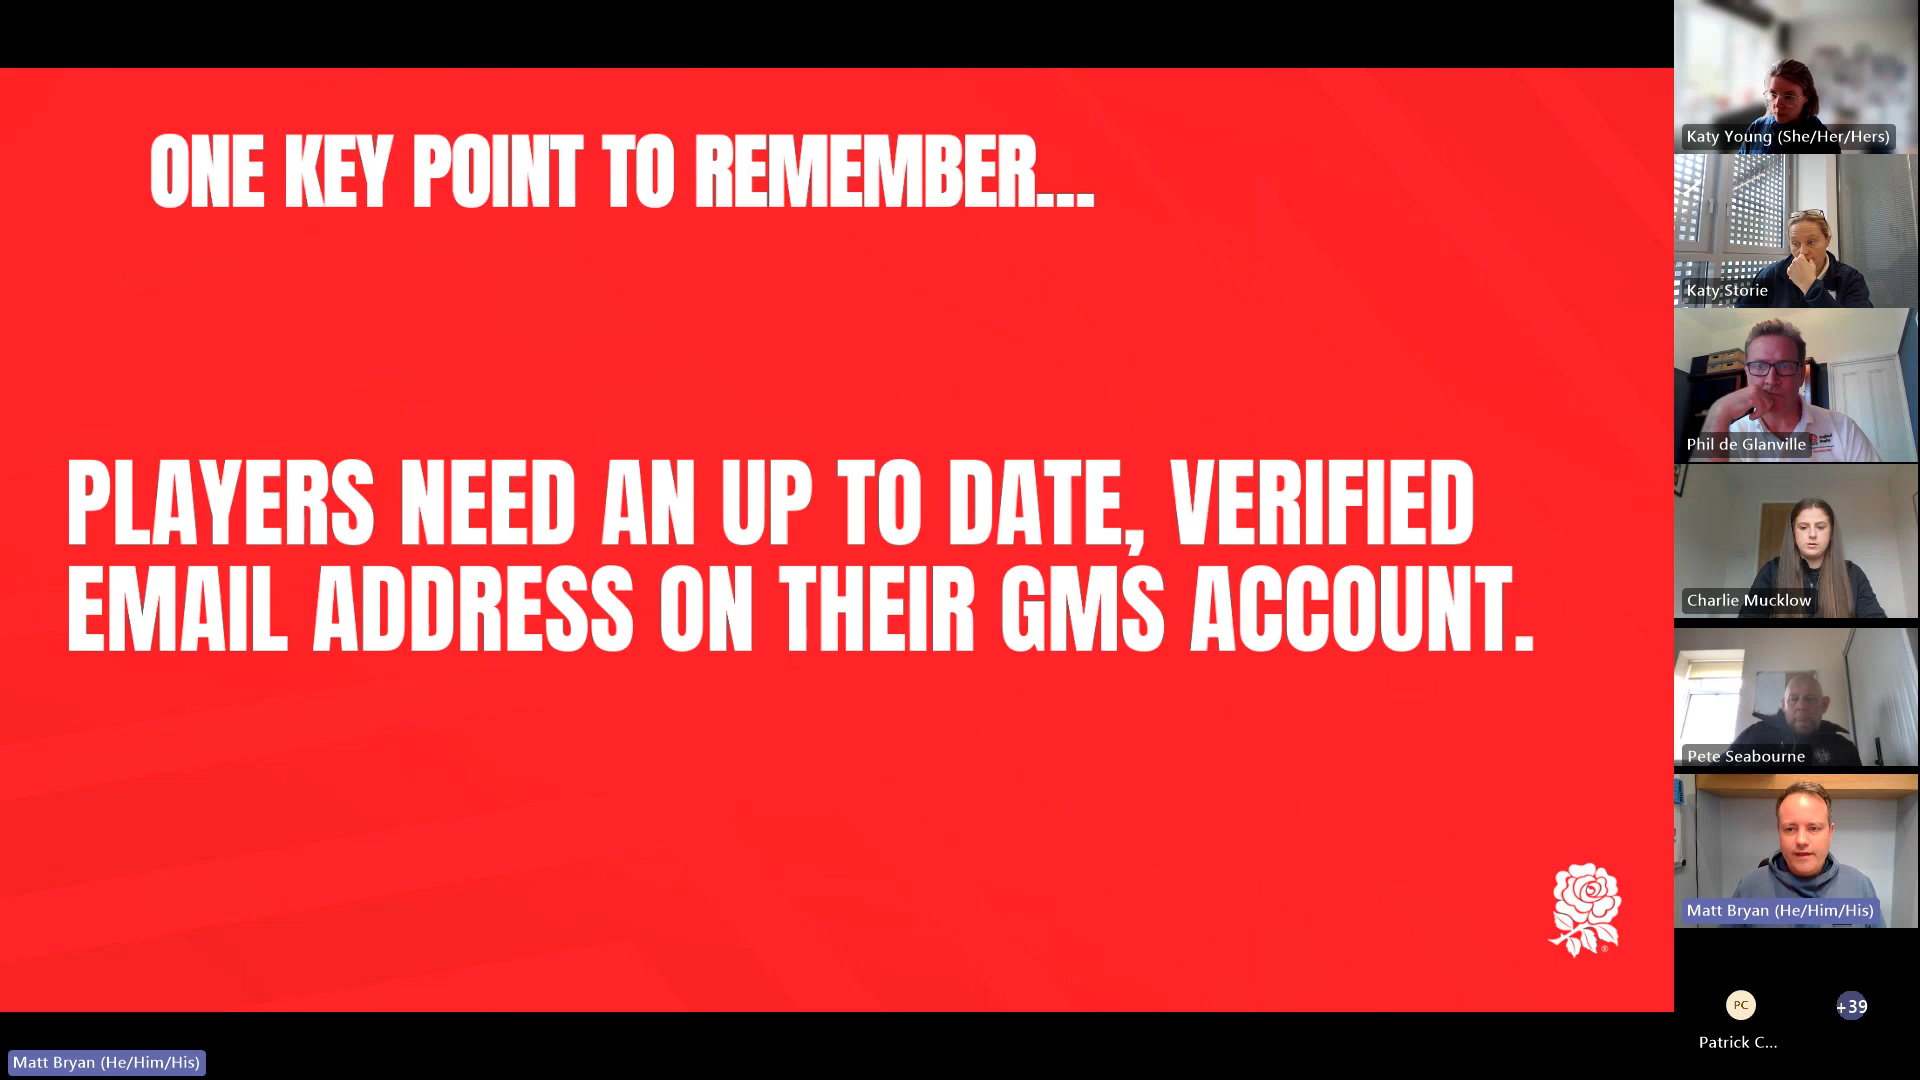 ONE KEY POINT TO REMEMBER...
PLAYERS NEED AN UP TO DATE, VERIFIED
EMAIL ADDRESS ON THEIR GMS ACCOUNT.
Katy Young (She/Her/Hers)
Katy Storie
Phil de Glanville
Charlie Mucklow
Pete Seabourne
Matt Bryan (He/Him/His)
PC
+39
Patrick C...
Matt Bryan (He/Him/His)